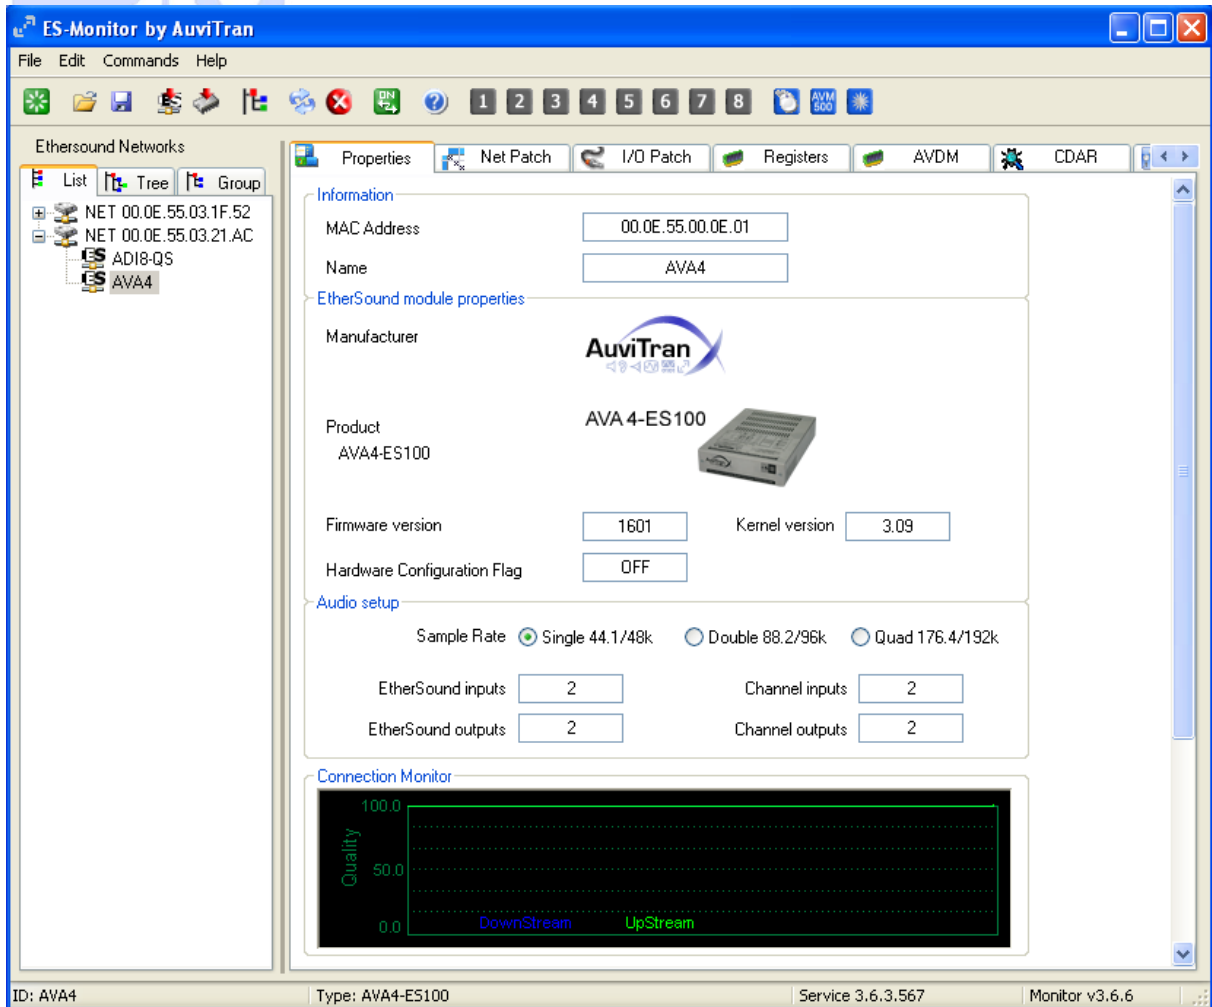 ES-Monitor by AuviTran
File Edit Commands Help
ON 1 2 3 4 5 6 7 8 AVM 500
Ethersound Networks
List Tree Group
NET 00.0E.55.03.1F.52
NET 00.0E.55.03.21.AC
ES ADI8-QS
ES AVA4
Properties Net Patch I/O Patch Registers AVDM CDAR
Information
MAC Address 00.0E.55.00.0E.01
Name AVA4
EtherSound module properties
Manufacturer AuviTran
Product AVA 4-ES100
AVA4-ES100
Firmware version 1601 Kernel version 3.09
Hardware Configuration Flag OFF
Audio setup
Sample Rate Single 44.1/48k Double 88.2/96k Quad 176.4/192k
EtherSound inputs 2 Channel inputs 2
EtherSound outputs 2 Channel outputs 2
Connection Monitor
100.0
Quality
50.0
0.0 DownStream UpStream
ID: AVA4 Type: AVA4-ES100 Service 3.6.3.567 Monitor v3.6.6